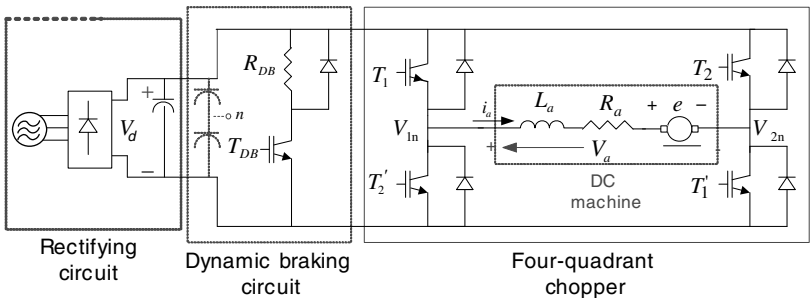 R_DB
T_1
T_2
L_a
R_a
+ e −
i_a
+
V_d
−
n
V_1n
V_2n
T_DB
+
V_a
T_2'
T_1'
DC
machine
Rectifying
circuit
Dynamic braking
circuit
Four-quadrant
chopper